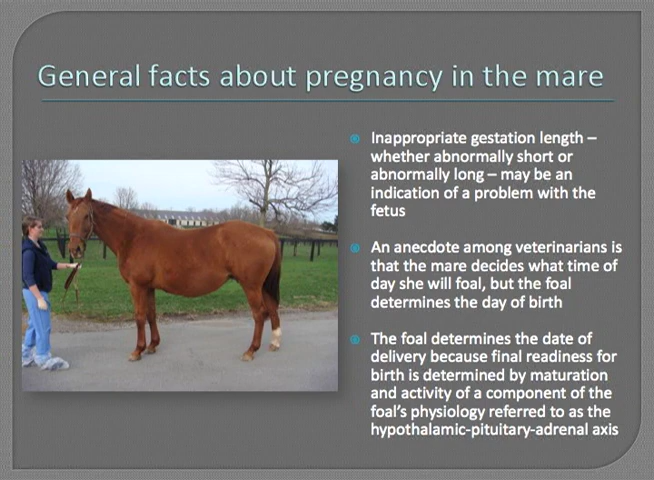 General facts about pregnancy in the mare
Inappropriate gestation length –
whether abnormally short or
abnormally long – may be an
indication of a problem with the
fetus
An anecdote among veterinarians is
that the mare decides what time of
day she will foal, but the foal
determines the day of birth
The foal determines the date of
delivery because final readiness for
birth is determined by maturation
and activity of a component of the
foal's physiology referred to as the
hypothalamic-pituitary-adrenal axis